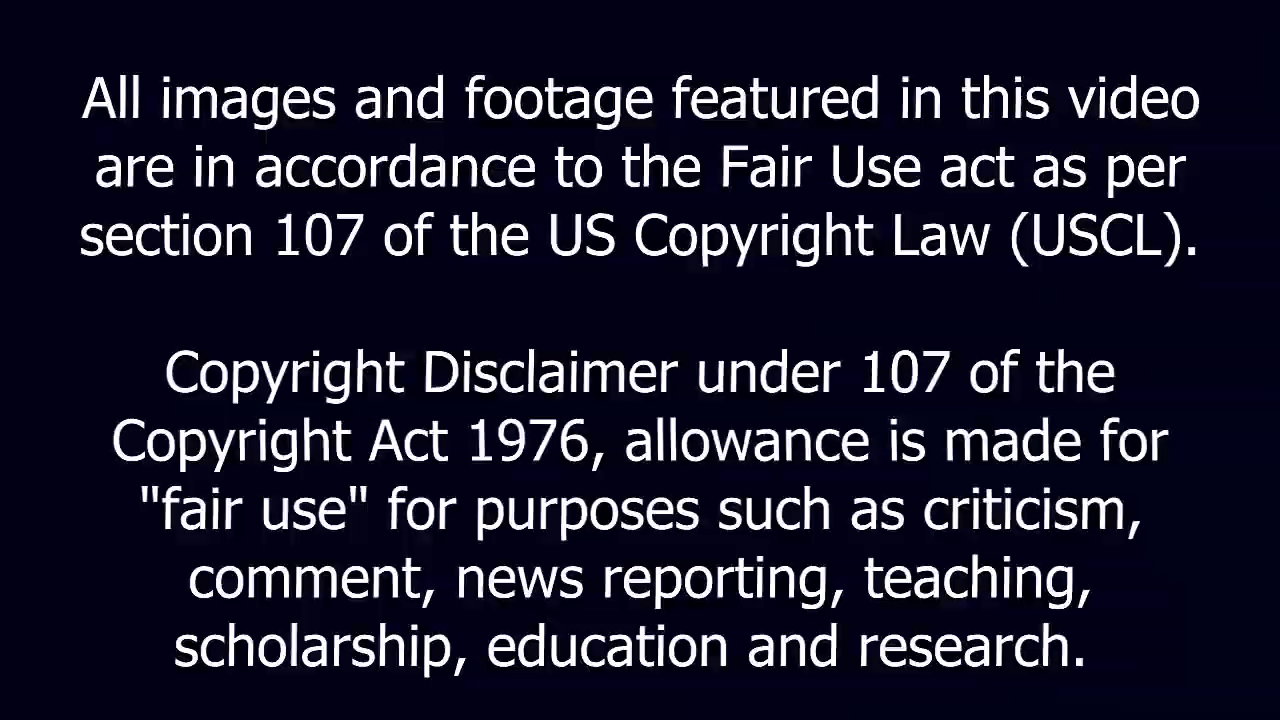 All images and footage featured in this video
are in accordance to the Fair Use act as per
section 107 of the US Copyright Law (USCL).
Copyright Disclaimer under 107 of the
Copyright Act 1976, allowance is made for
"fair use" for purposes such as criticism,
comment, news reporting, teaching,
scholarship, education and research.